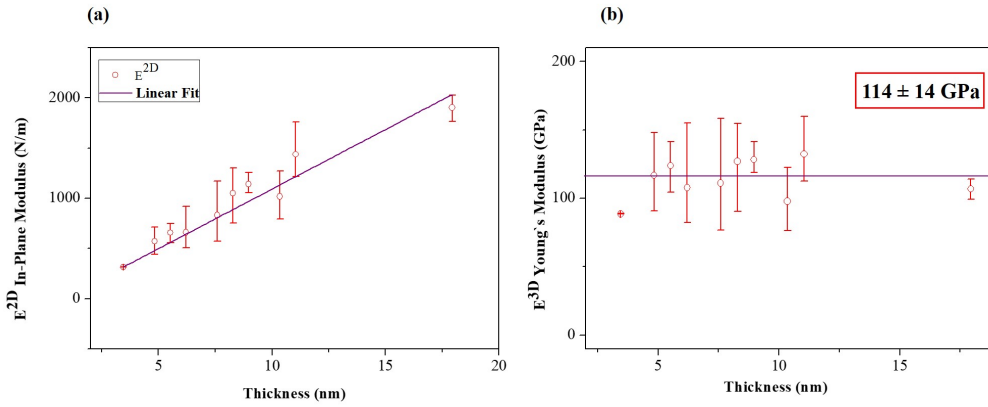 (a)
E2D In-Plane Modulus (N/m)
2000
1000
0
E2D
Linear Fit
5
10
15
20
Thickness (nm)
(b)
E3D Young`s Modulus (GPa)
200
100
0
114 ± 14 GPa
5
10
15
Thickness (nm)